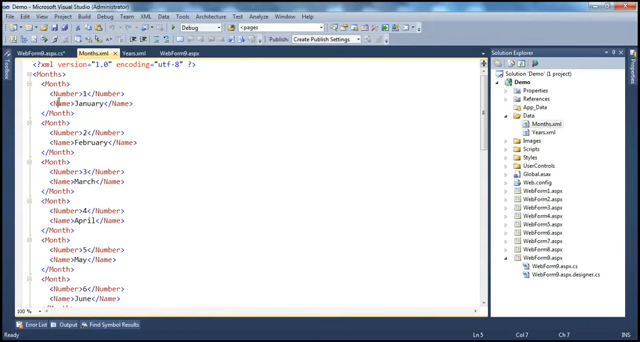 Demo - Microsoft Visual Studio (Administrator)
File Edit View Project Build Debug Team XML Data Tools Architecture Test Analyze Window Help
Debug <pages
Publish: Create Publish Settings
WebForm9.aspx.cs* Months.xml Years.xml WebForm9.aspx
Toolbox
<?xml version="1.0" encoding="utf-8" ?>
<Months>
<Month>
<Number>1</Number>
<Name>January</Name>
</Month>
<Month>
<Number>2</Number>
<Name>February</Name>
</Month>
<Month>
<Number>3</Number>
<Name>March</Name>
</Month>
<Month>
<Number>4</Number>
<Name>April</Name>
</Month>
<Month>
<Number>5</Number>
<Name>May</Name>
</Month>
<Month>
<Number>6</Number>
<Name>June</Name>
</Month>
100 %
Solution Explorer
Solution 'Demo' (1 project)
Demo
Properties
References
App_Data
Data
Months.xml
Years.xml
Images
Scripts
Styles
UserControls
Global.asax
Web.config
WebForm1.aspx
WebForm2.aspx
WebForm3.aspx
WebForm4.aspx
WebForm5.aspx
WebForm6.aspx
WebForm7.aspx
WebForm8.aspx
WebForm9.aspx
WebForm9.aspx.cs
WebForm9.aspx.designer.cs
Properties
Error List Output Find Symbol Results
Ready Ln 5 Col 7 Ch 7 INS